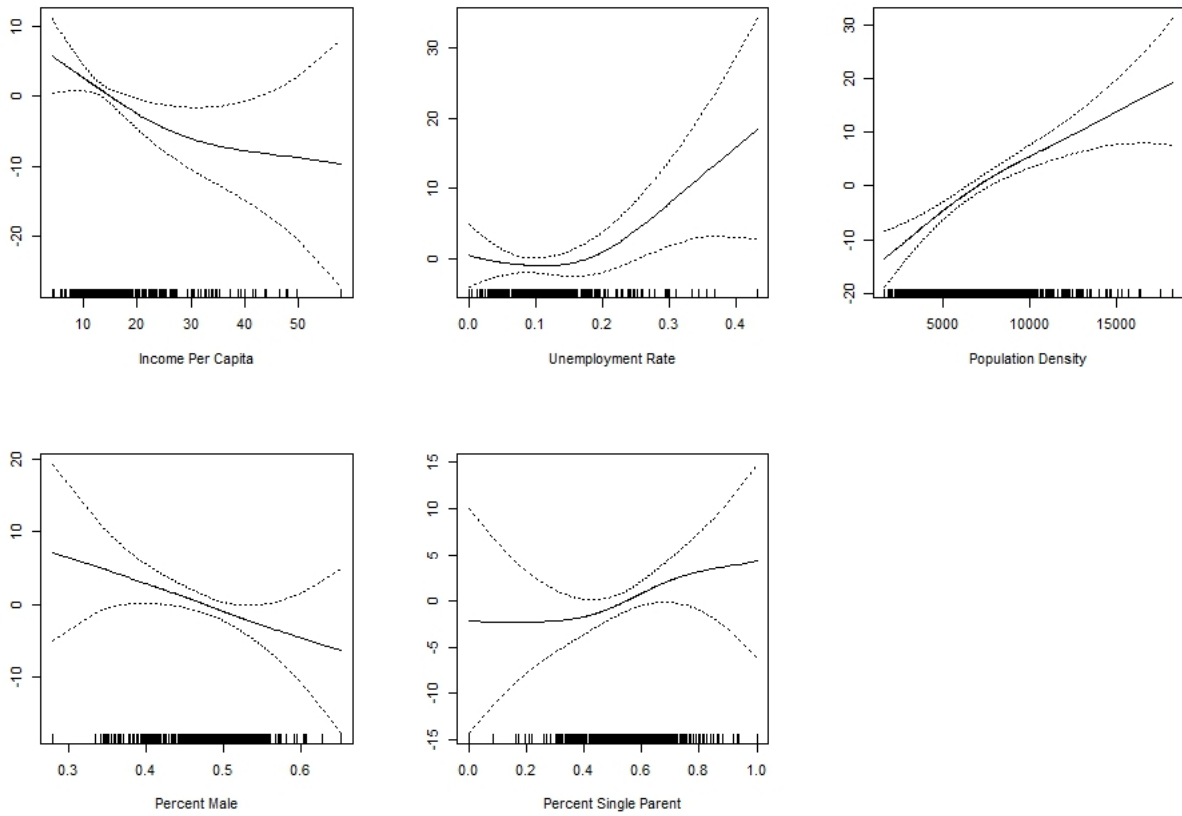 10
0
-10
-20
10 20 30 40 50
Income Per Capita
30
20
10
0
0.0 0.1 0.2 0.3 0.4
Unemployment Rate
30
20
10
0
-10
-20
5000 10000 15000
Population Density
20
10
0
-10
0.3 0.4 0.5 0.6
Percent Male
15
10
5
0
-5
-10
-15
0.0 0.2 0.4 0.6 0.8 1.0
Percent Single Parent